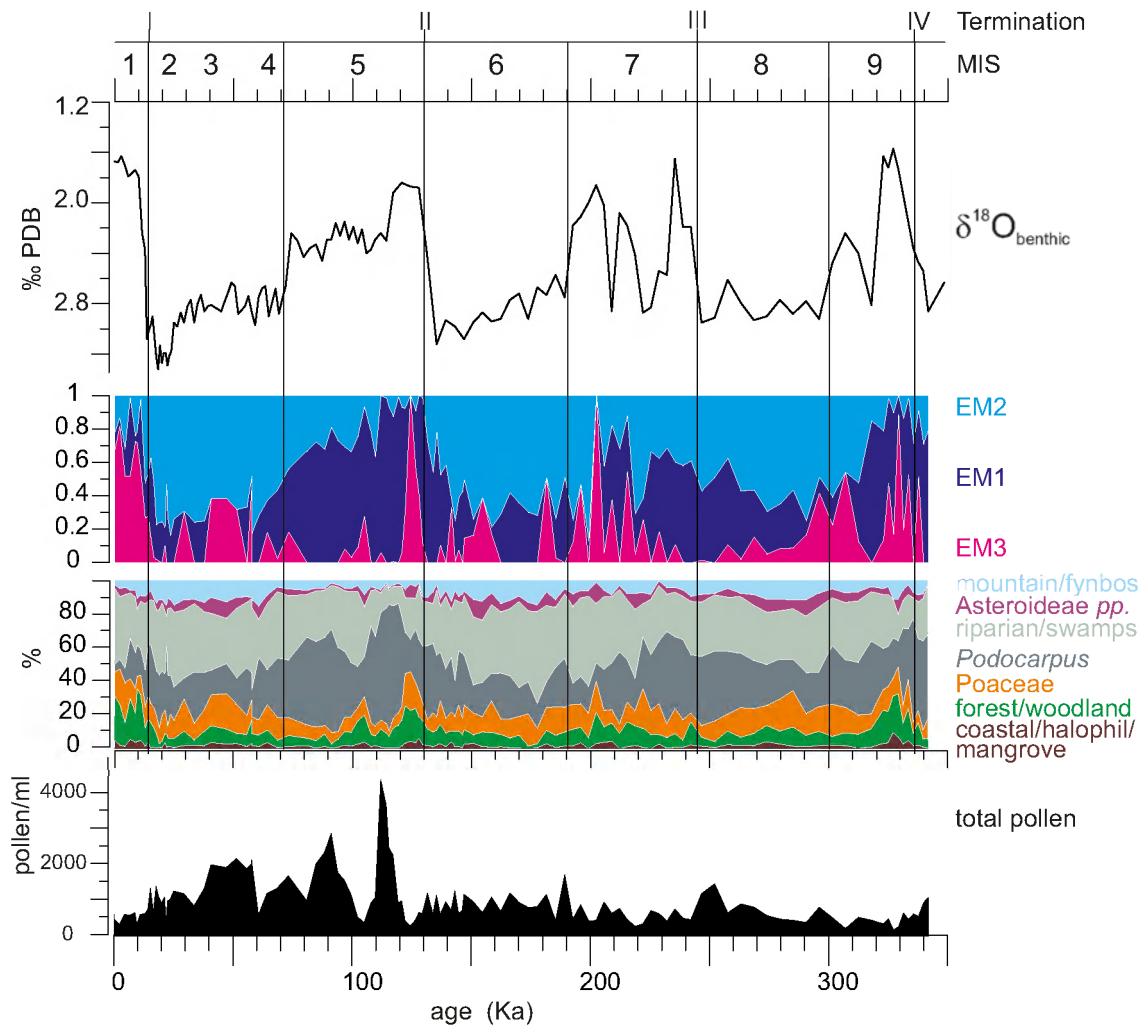 I II III IV Termination
1 2 3 4 5 6 7 8 9 MIS
1.2
2.0
2.8
‰ PDB
δ18Obenthic
1
0.8
0.6
0.4
0.2
0
EM2
EM1
EM3
80
60
40
20
0
%
mountain/fynbos
Asteroideae pp.
riparian/swamps
Podocarpus
Poaceae
forest/woodland
coastal/halophil/
mangrove
4000
2000
0
pollen/ml
total pollen
0 100 200 300
age (Ka)